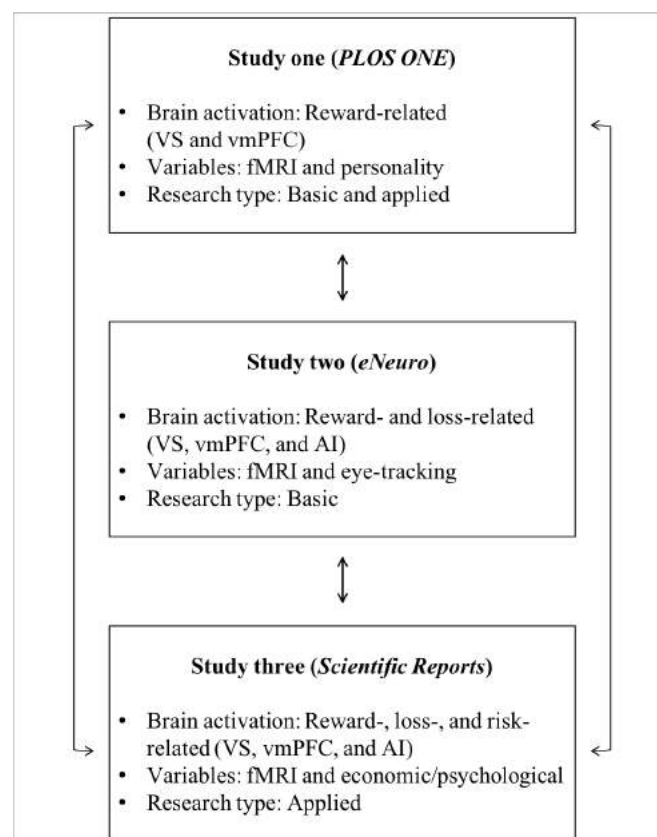 Study one (PLOS ONE)
• Brain activation: Reward-related
(VS and vmPFC)
• Variables: fMRI and personality
• Research type: Basic and applied
Study two (eNeuro)
• Brain activation: Reward- and loss-related
(VS, vmPFC, and AI)
• Variables: fMRI and eye-tracking
• Research type: Basic
Study three (Scientific Reports)
• Brain activation: Reward-, loss-, and risk-
related (VS, vmPFC, and AI)
• Variables: fMRI and economic/psychological
• Research type: Applied